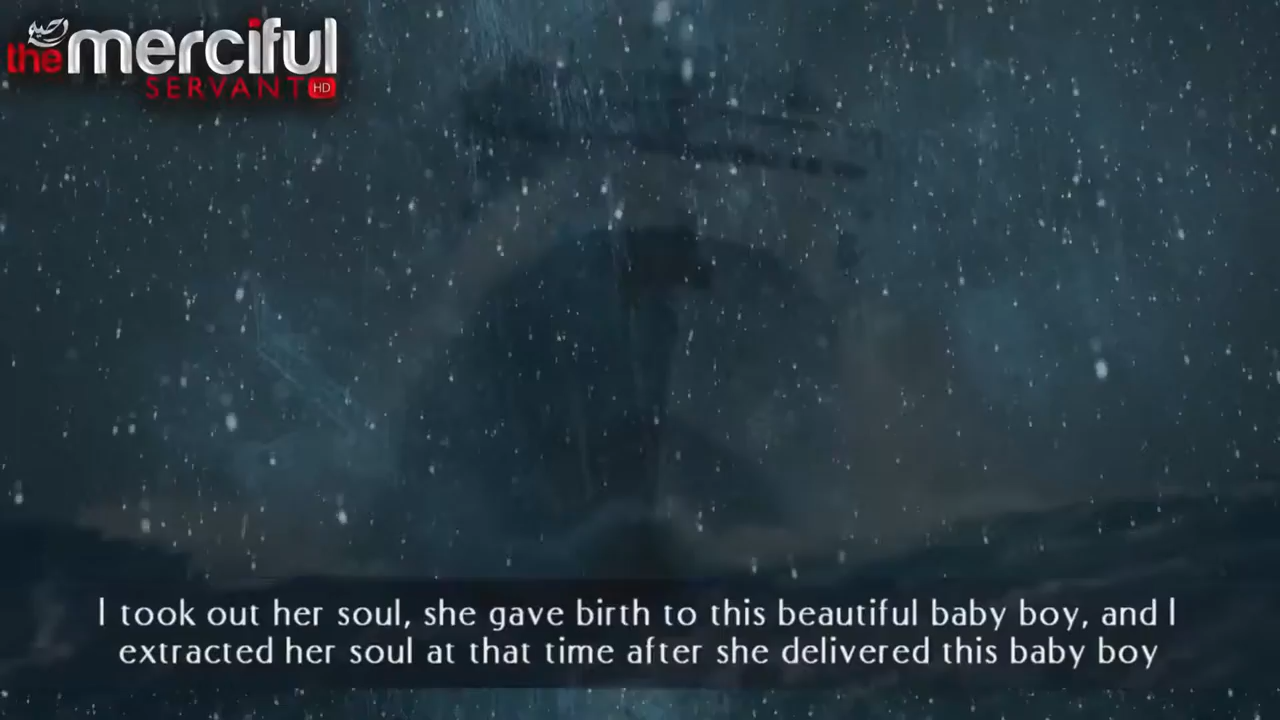 the merciful
SERVANT HD
I took out her soul, she gave birth to this beautiful baby boy, and I
extracted her soul at that time after she delivered this baby boy